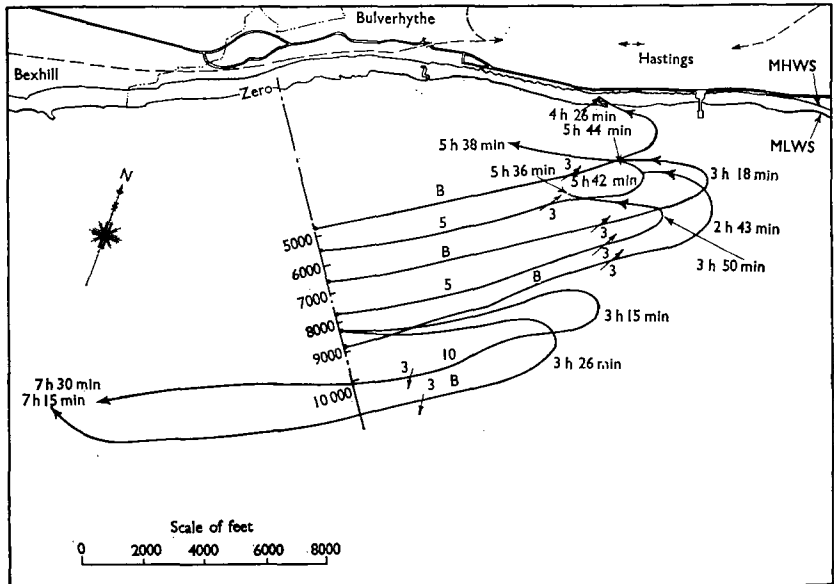 Bulverhythe
Bexhill
Hastings
MHWS
MLWS
Zero
4 h 26 min
5 h 44 min
5 h 38 min
3
5 h 36 min
5 h 42 min
3 h 18 min
N
B
3
2 h 43 min
5000
5
3
B
3
3 h 50 min
6000
5
B
3
7000
8000
3 h 15 min
9000
10
3 h 26 min
3
3
B
7 h 30 min
7 h 15 min
10 000
Scale of feet
0 2000 4000 6000 8000